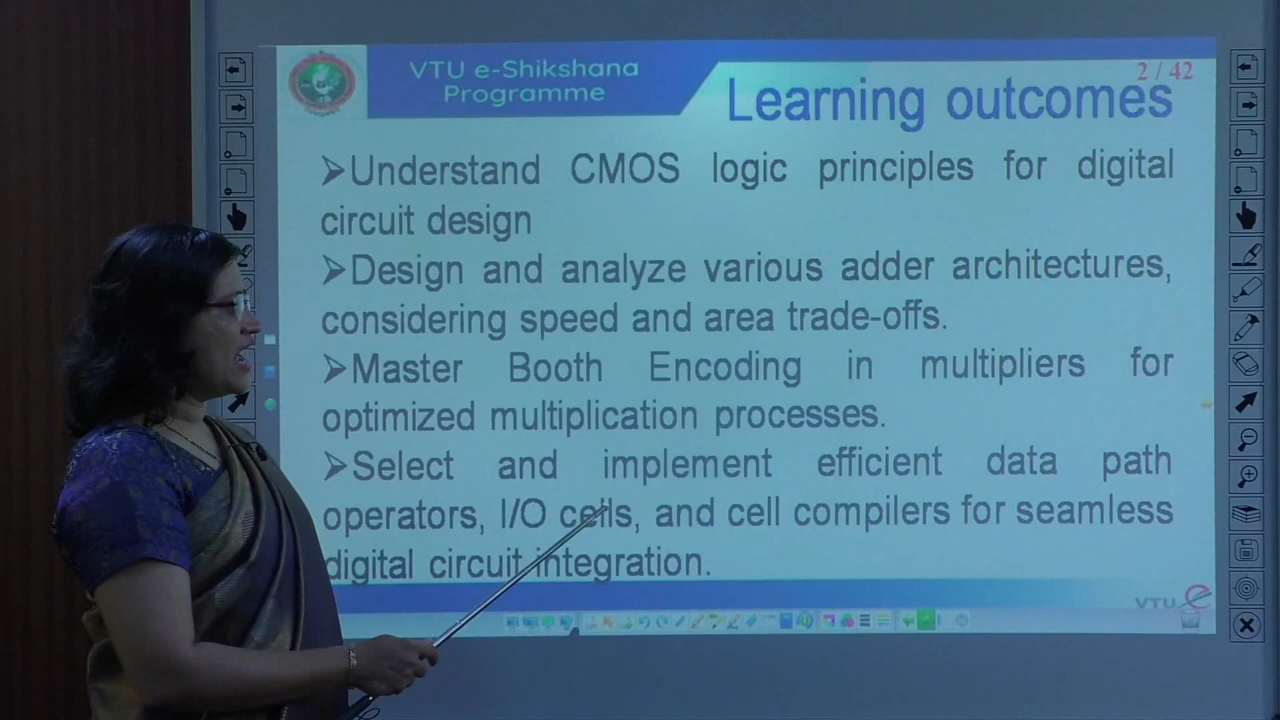 VTU e-Shikshana
Programme
2 / 42
Learning outcomes
➢Understand CMOS logic principles for digital
circuit design
➢Design and analyze various adder architectures,
considering speed and area trade-offs.
➢Master Booth Encoding in multipliers for
optimized multiplication processes.
➢Select and implement efficient data path
operators, I/O cells, and cell compilers for seamless
digital circuit integration.
VTU e